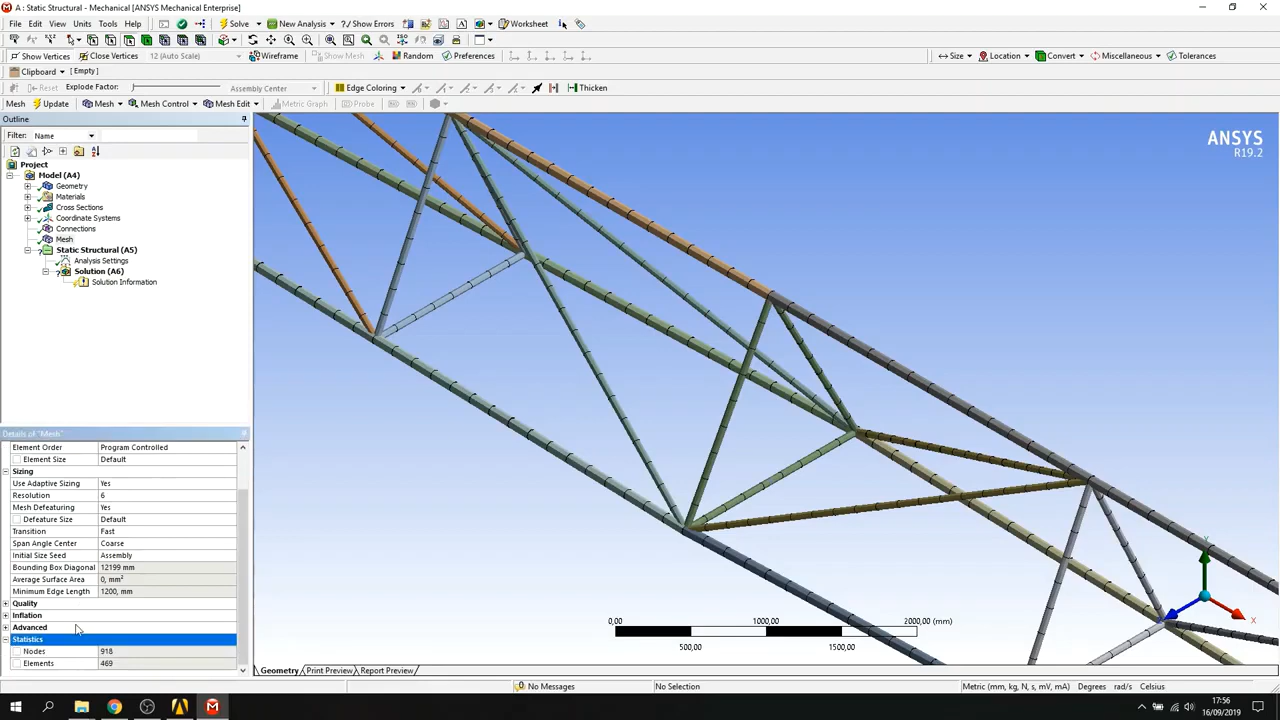 A : Static Structural - Mechanical [ANSYS Mechanical Enterprise]
File Edit View Units Tools Help Solve New Analysis ?/ Show Errors Worksheet
Show Vertices Close Vertices 12 (Auto Scale) Wireframe Show Mesh Random Preferences Size Location Convert Miscellaneous Tolerances
Clipboard [ Empty ]
Reset Explode Factor: Assembly Center Edge Coloring Thicken
Mesh Update Mesh Mesh Control Mesh Edit Metric Graph Probe
Outline
Filter: Name
Project
Model (A4)
Geometry
Materials
Cross Sections
Coordinate Systems
Connections
Mesh
Static Structural (A5)
Analysis Settings
Solution (A6)
Solution Information
ANSYS
R19.2
Details of "Mesh"
Element Order Program Controlled
Element Size Default
Sizing
Use Adaptive Sizing Yes
Resolution 6
Mesh Defeaturing Yes
Defeature Size Default
Transition Fast
Span Angle Center Coarse
Initial Size Seed Assembly
Bounding Box Diagonal 12199 mm
Average Surface Area 0, mm²
Minimum Edge Length 1200, mm
Quality
Inflation
Advanced
Statistics
Nodes 918
Elements 469
0,00 1000,00 2000,00 (mm)
500,00 1500,00
Y
X
Geometry Print Preview Report Preview
No Messages No Selection Metric (mm, kg, N, s, mV, mA) Degrees rad/s Celsius
17:56
16/09/2019